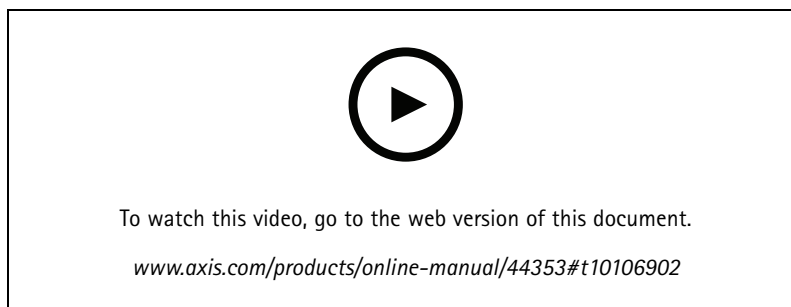 To watch this video, go to the web version of this document.
www.axis.com/products/online-manual/44353#t10106902